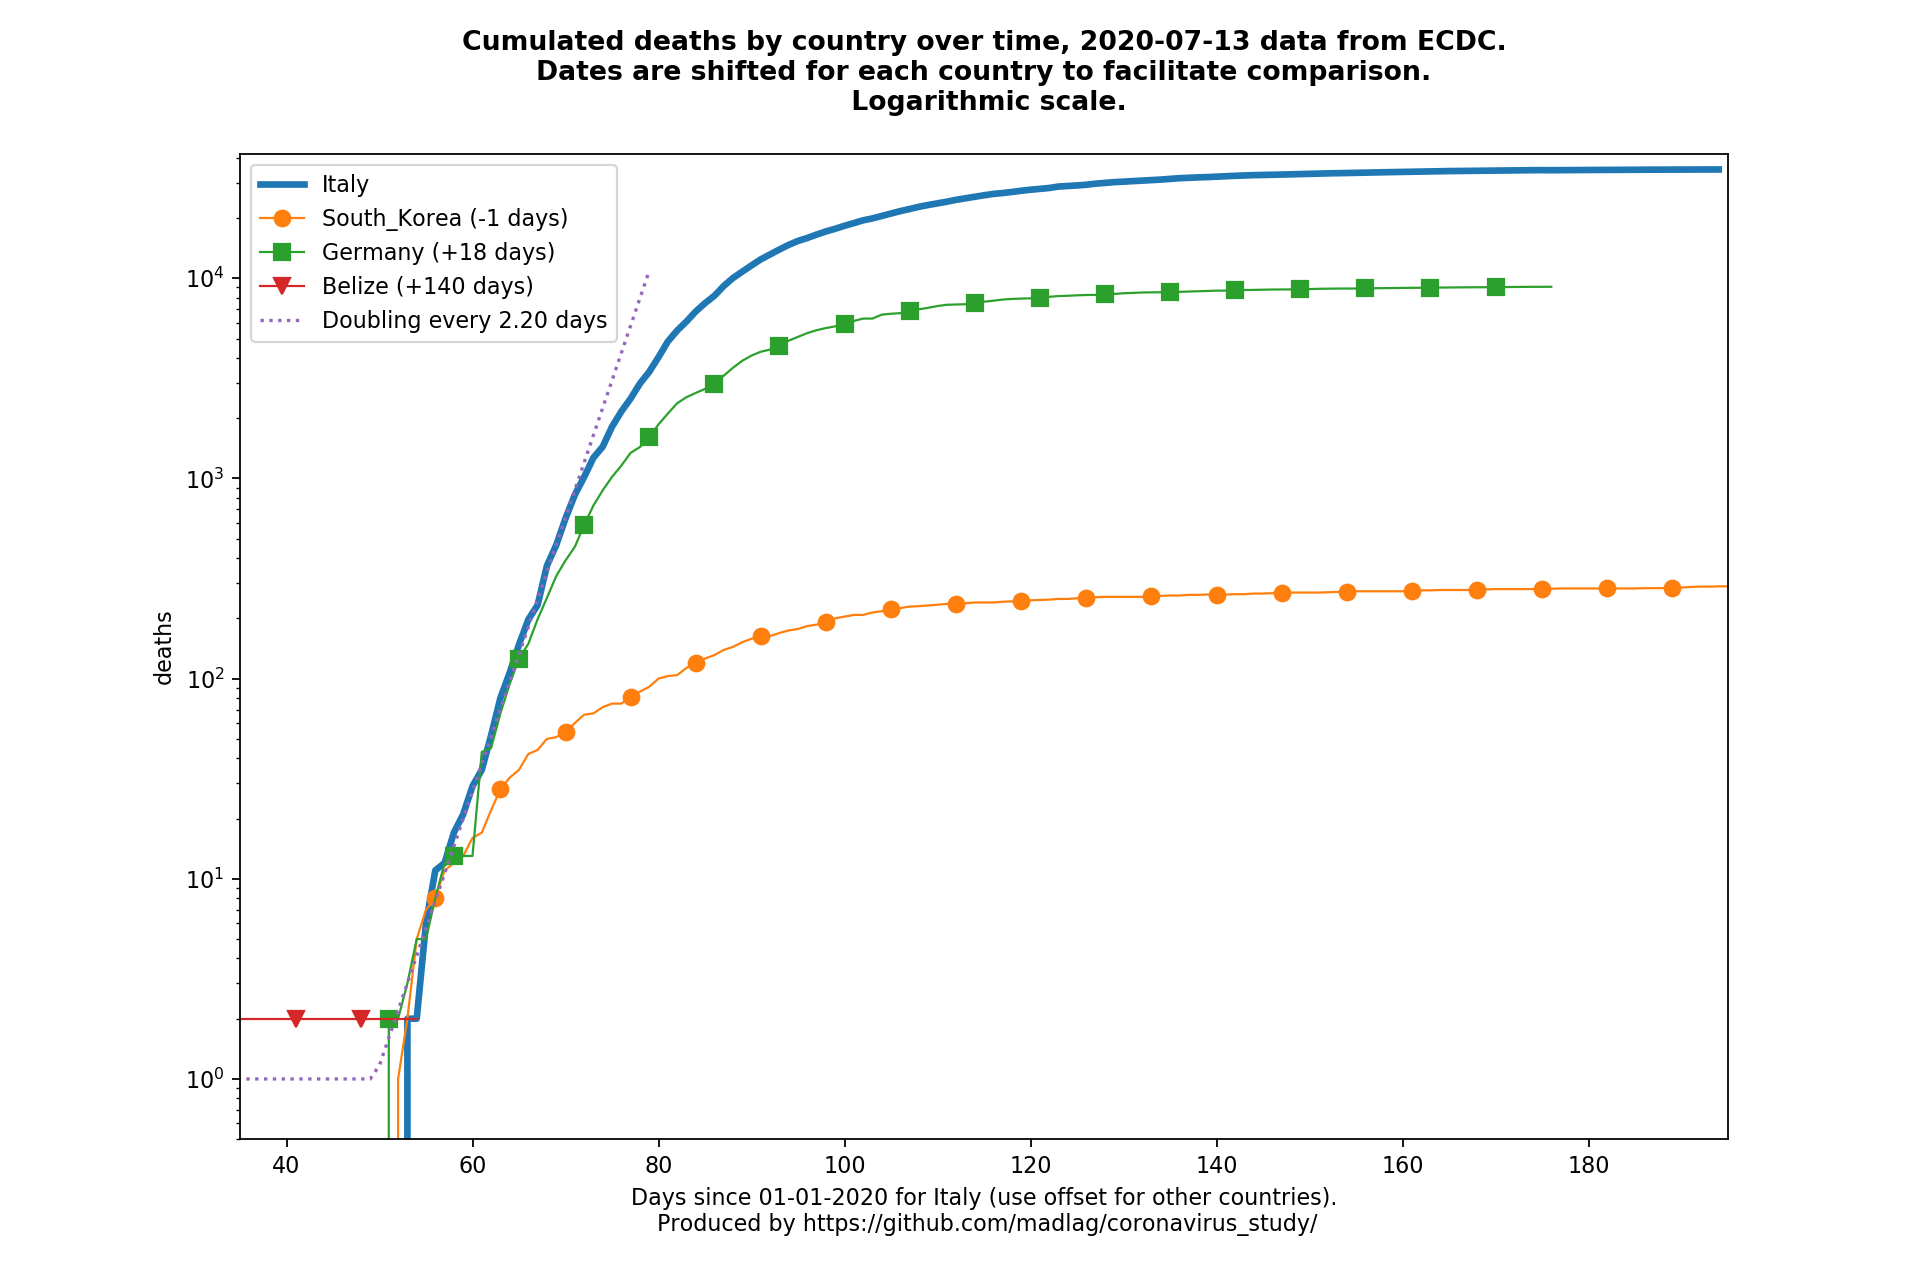 Cumulated deaths by country over time, 2020-07-13 data from ECDC.
Dates are shifted for each country to facilitate comparison.
Logarithmic scale.
Italy
South_Korea (-1 days)
Germany (+18 days)
Belize (+140 days)
Doubling every 2.20 days
deaths
10⁴
10³
10²
10¹
10⁰
40 60 80 100 120 140 160 180
Days since 01-01-2020 for Italy (use offset for other countries).
Produced by https://github.com/madlag/coronavirus_study/